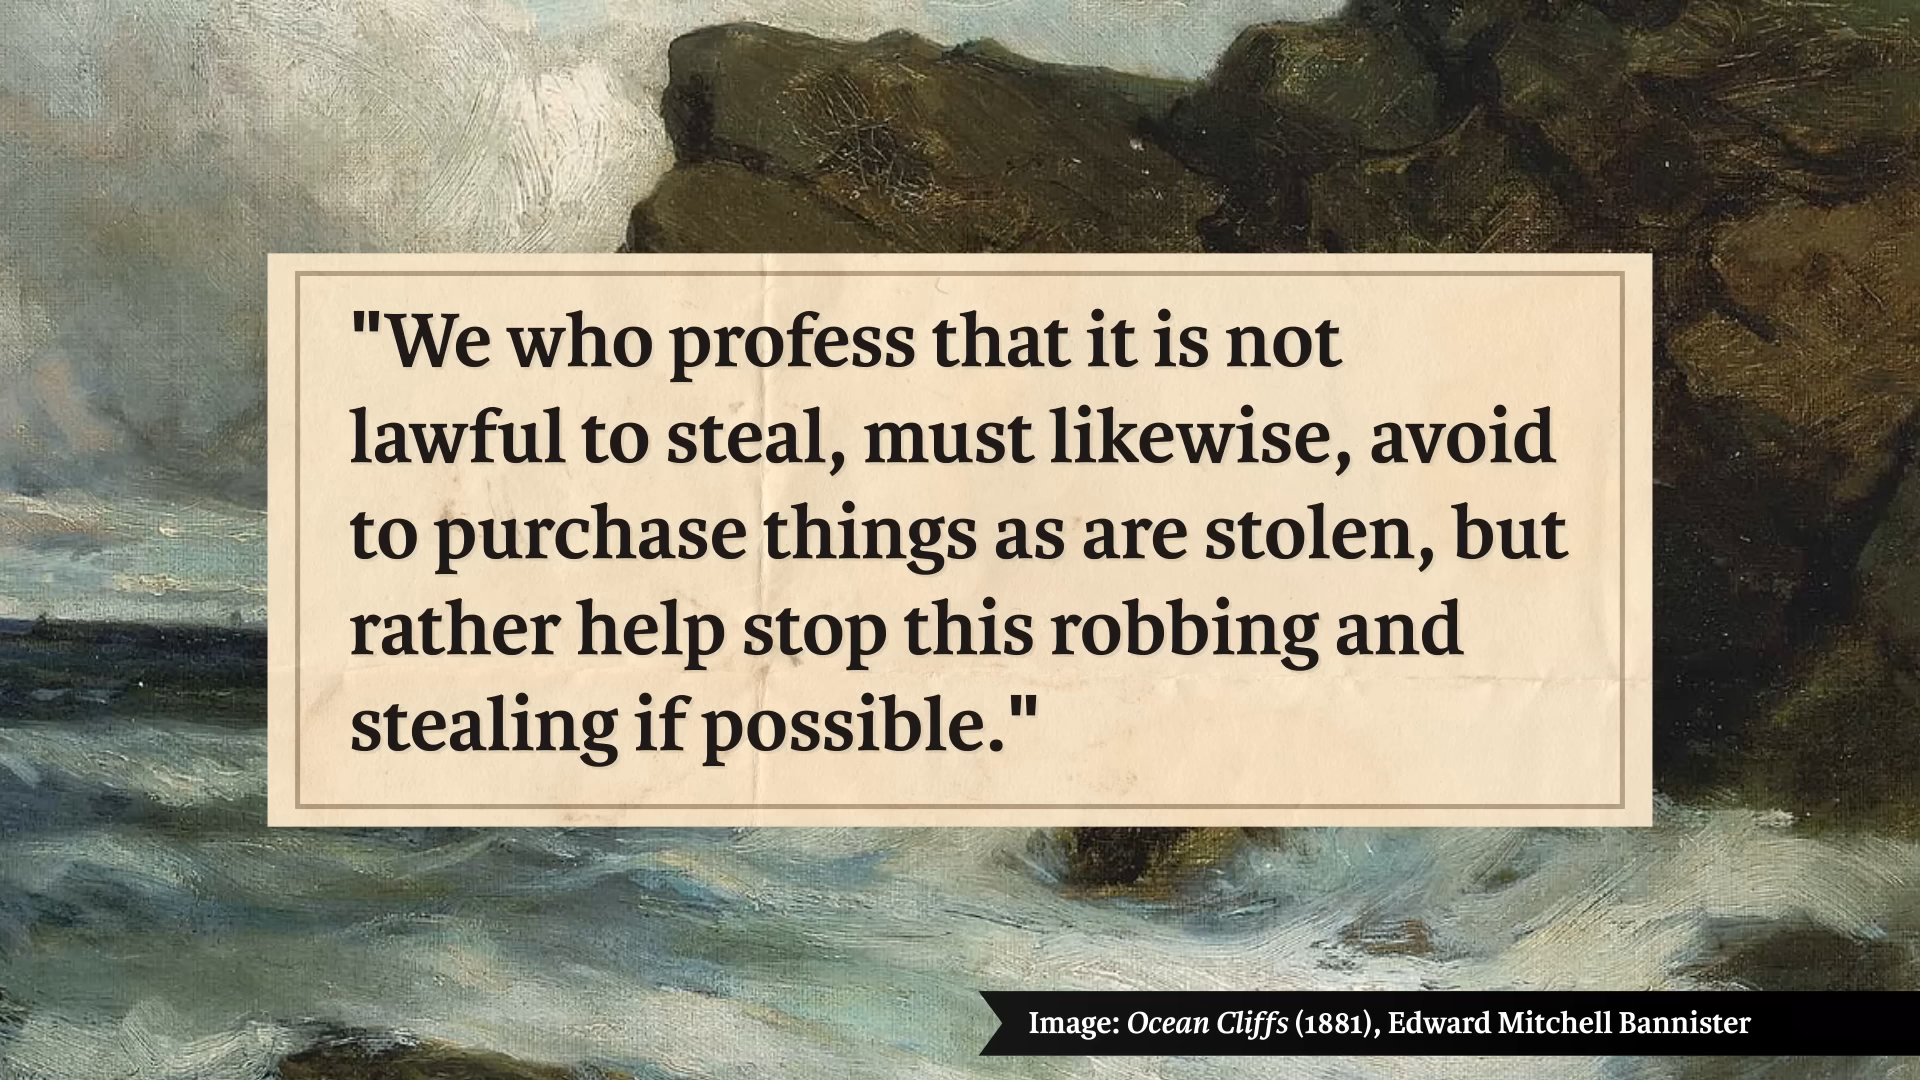 "We who profess that it is not
lawful to steal, must likewise, avoid
to purchase things as are stolen, but
rather help stop this robbing and
stealing if possible."
Image: Ocean Cliffs (1881), Edward Mitchell Bannister